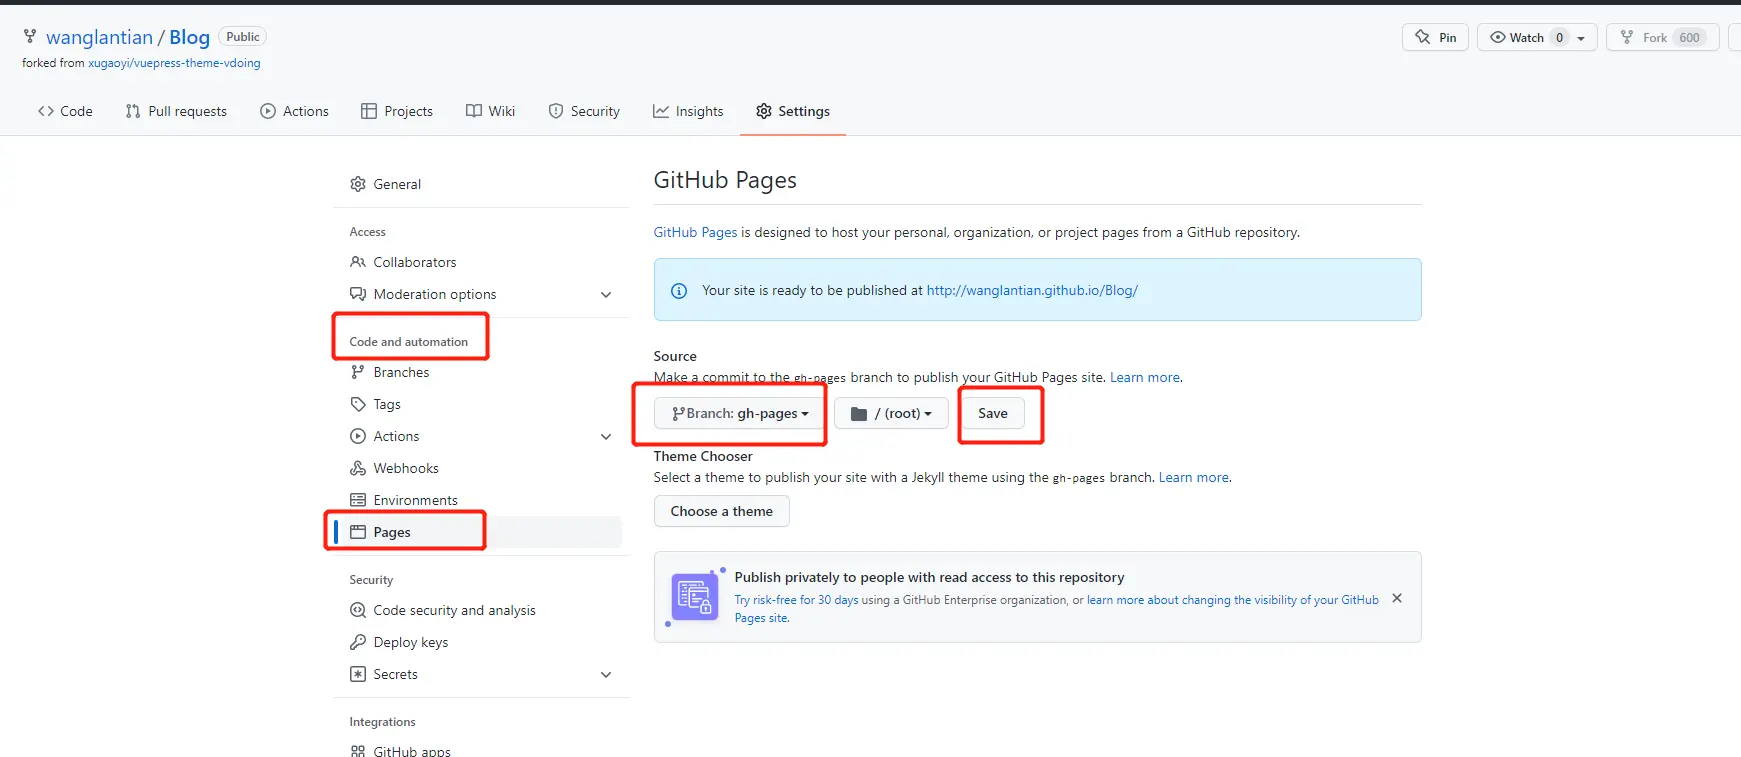 wanglantian / Blog Public
Pin Watch 0 Fork 600
forked from xugaoyi/vuepress-theme-vdoing
Code Pull requests Actions Projects Wiki Security Insights Settings
General
Access
Collaborators
Moderation options
Code and automation
Branches
Tags
Actions
Webhooks
Environments
Pages
Security
Code security and analysis
Deploy keys
Secrets
Integrations
GitHub apps
GitHub Pages
GitHub Pages is designed to host your personal, organization, or project pages from a GitHub repository.
Your site is ready to be published at http://wanglantian.github.io/Blog/
Source
Make a commit to the gh-pages branch to publish your GitHub Pages site. Learn more.
Branch: gh-pages / (root) Save
Theme Chooser
Select a theme to publish your site with a Jekyll theme using the gh-pages branch. Learn more.
Choose a theme
Publish privately to people with read access to this repository
Try risk-free for 30 days using a GitHub Enterprise organization, or learn more about changing the visibility of your GitHub
Pages site.